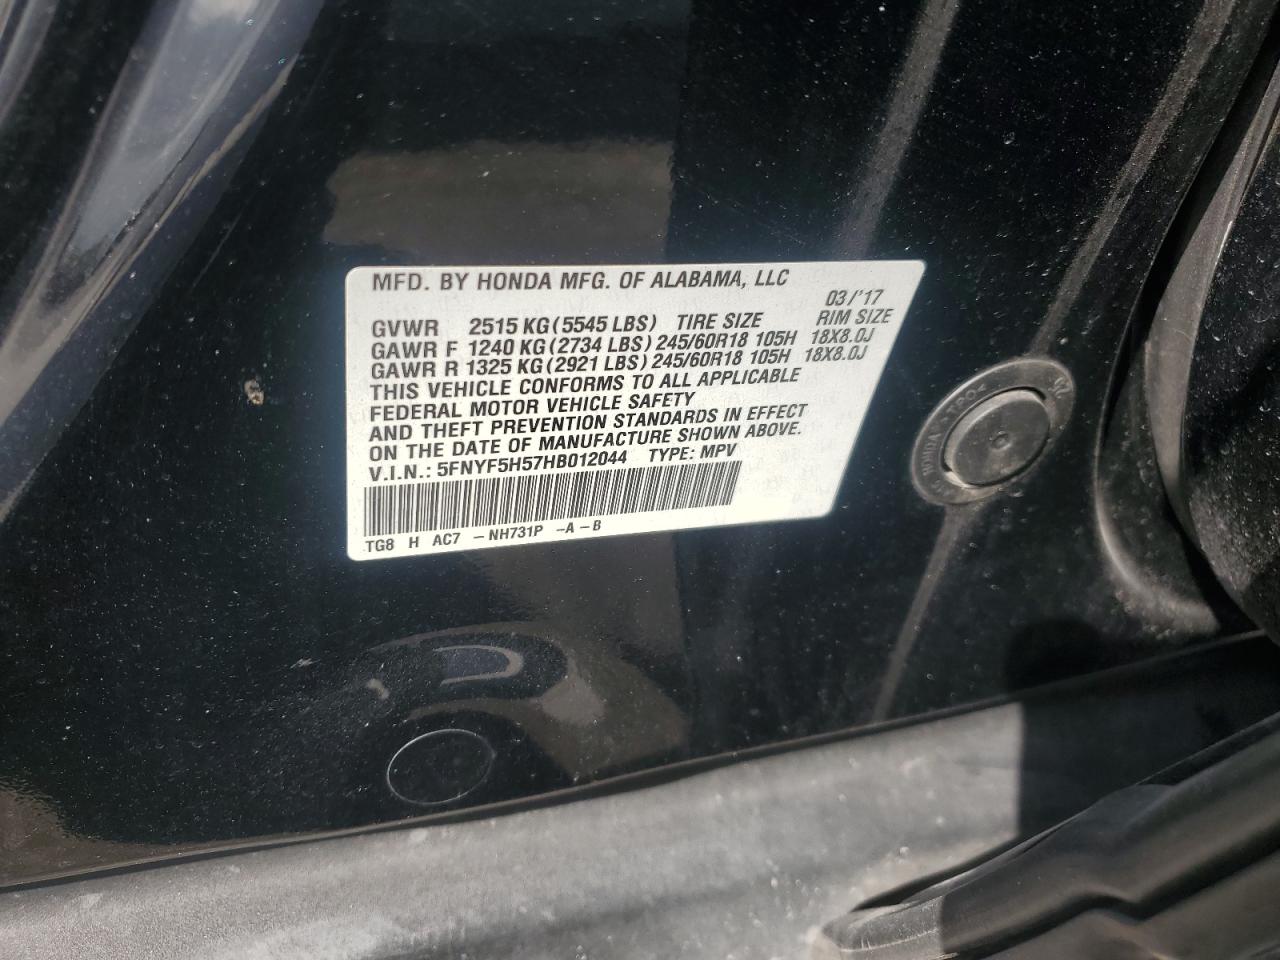 MFD. BY HONDA MFG. OF ALABAMA, LLC
03/'17
GVWR 2515 KG (5545 LBS) TIRE SIZE RIM SIZE
GAWR F 1240 KG (2734 LBS) 245/60R18 105H 18X8.0J
GAWR R 1325 KG (2921 LBS) 245/60R18 105H 18X8.0J
THIS VEHICLE CONFORMS TO ALL APPLICABLE
FEDERAL MOTOR VEHICLE SAFETY
AND THEFT PREVENTION STANDARDS IN EFFECT
ON THE DATE OF MANUFACTURE SHOWN ABOVE.
V.I.N.: 5FNYF5H57HB012044 TYPE: MPV
TG8 H AC7 -NH731P -A -B
HONDA